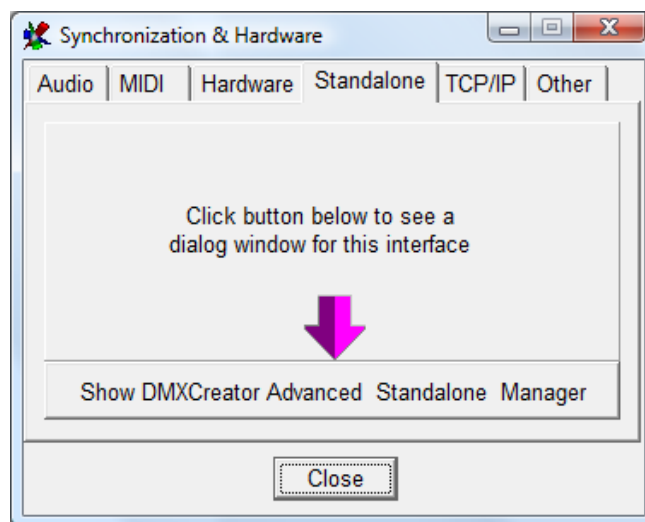 Synchronization & Hardware
Audio MIDI Hardware Standalone TCP/IP Other
Click button below to see a
dialog window for this interface
Show DMXCreator Advanced Standalone Manager
Close